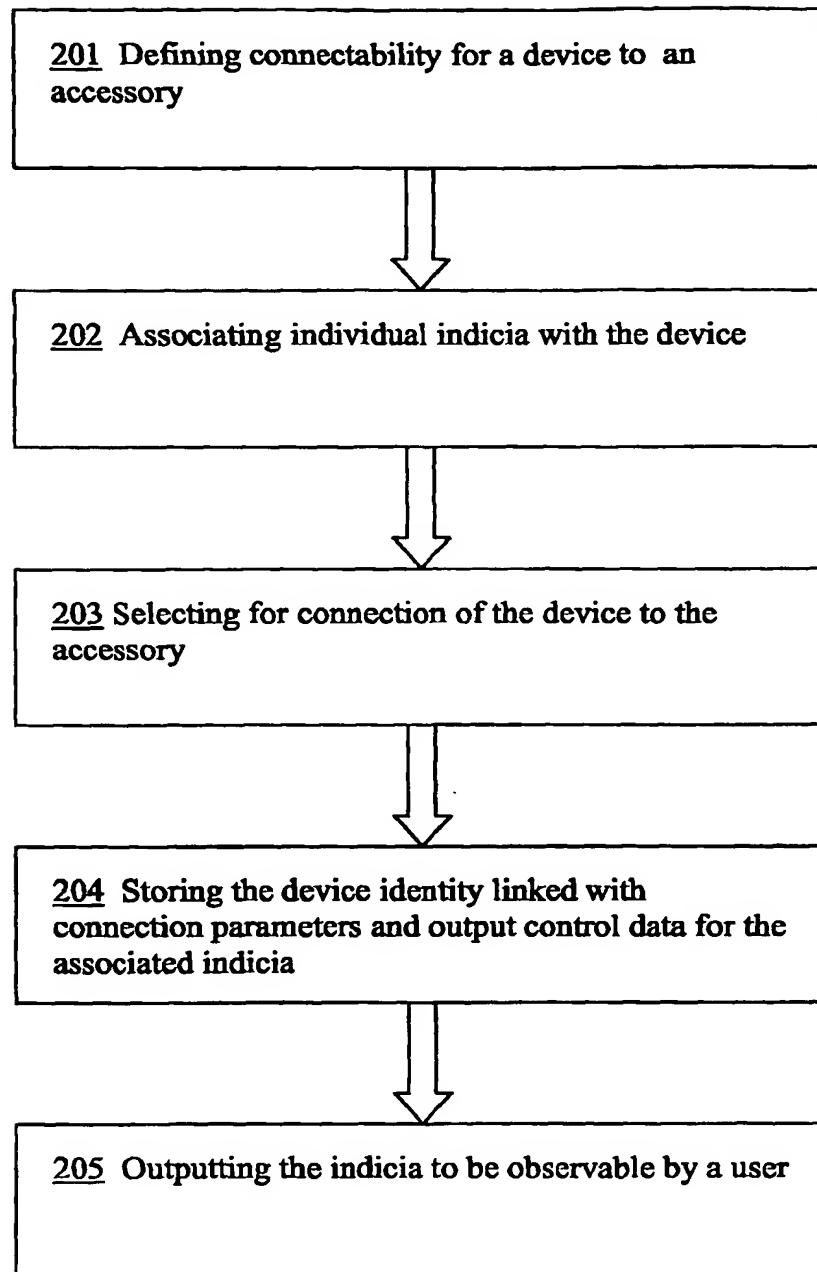 201 Defining connectability for a device to an
accessory
202 Associating individual indicia with the device
203 Selecting for connection of the device to the
accessory
204 Storing the device identity linked with
connection parameters and output control data for the
associated indicia
205 Outputting the indicia to be observable by a user